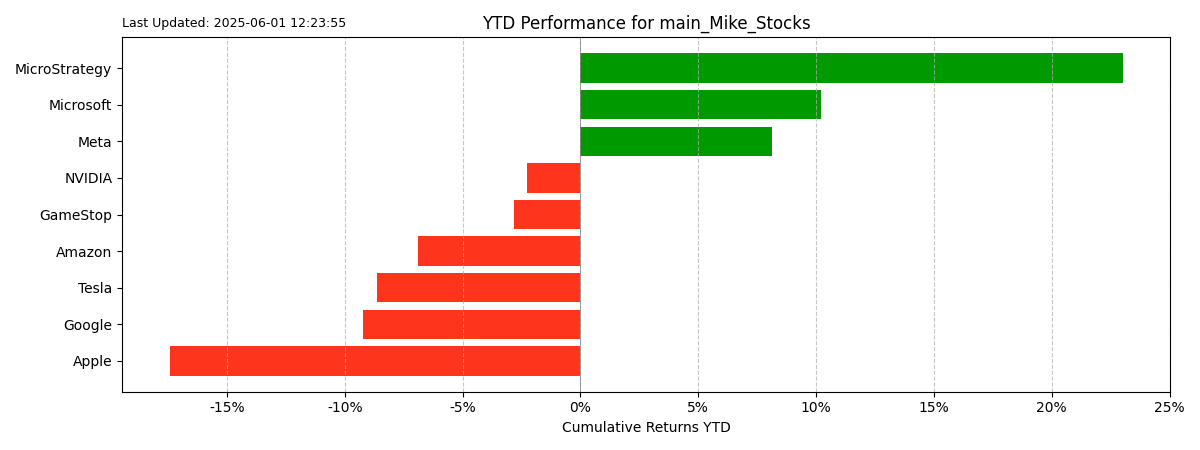 Last Updated: 2025-06-01 12:23:55
YTD Performance for main_Mike_Stocks
MicroStrategy
Microsoft
Meta
NVIDIA
GameStop
Amazon
Tesla
Google
Apple
-15% -10% -5% 0% 5% 10% 15% 20% 25%
Cumulative Returns YTD